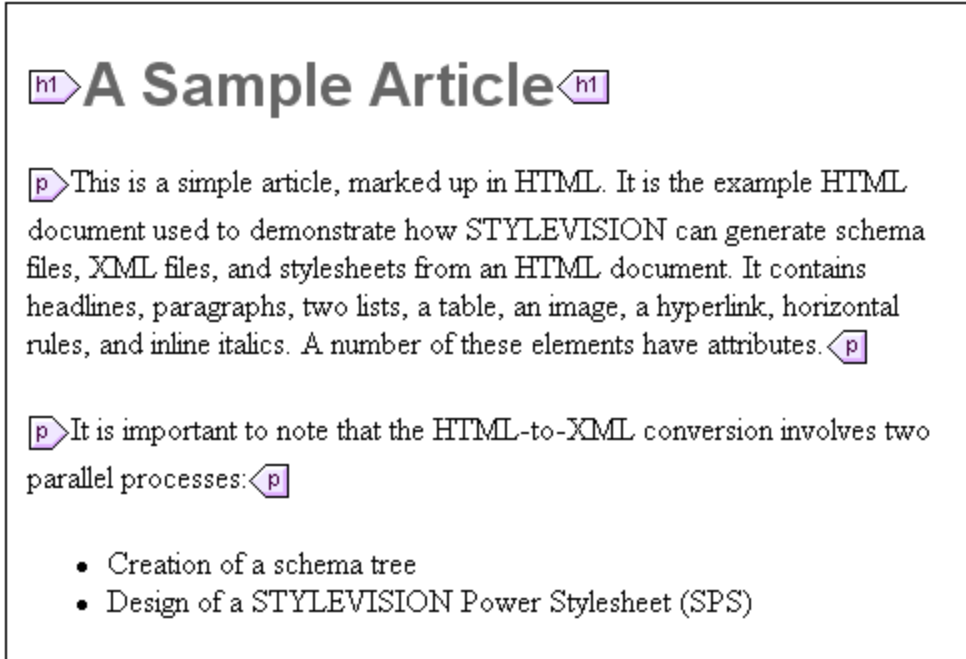 h1 A Sample Article h1
p This is a simple article, marked up in HTML. It is the example HTML
document used to demonstrate how STYLEVISION can generate schema
files, XML files, and stylesheets from an HTML document. It contains
headlines, paragraphs, two lists, a table, an image, a hyperlink, horizontal
rules, and inline italics. A number of these elements have attributes. p
p It is important to note that the HTML-to-XML conversion involves two
parallel processes: p
• Creation of a schema tree
• Design of a STYLEVISION Power Stylesheet (SPS)